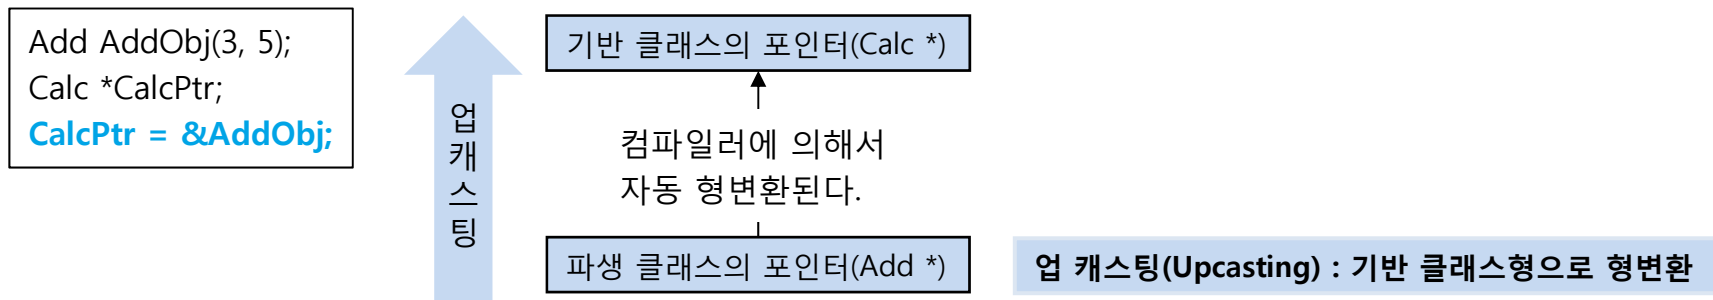 Add AddObj(3, 5);
Calc *CalcPtr;
CalcPtr = &AddObj;
업
캐
스
팅
기반 클래스의 포인터(Calc *)
컴파일러에 의해서
자동 형변환된다.
파생 클래스의 포인터(Add *)
업 캐스팅(Upcasting) : 기반 클래스형으로 형변환